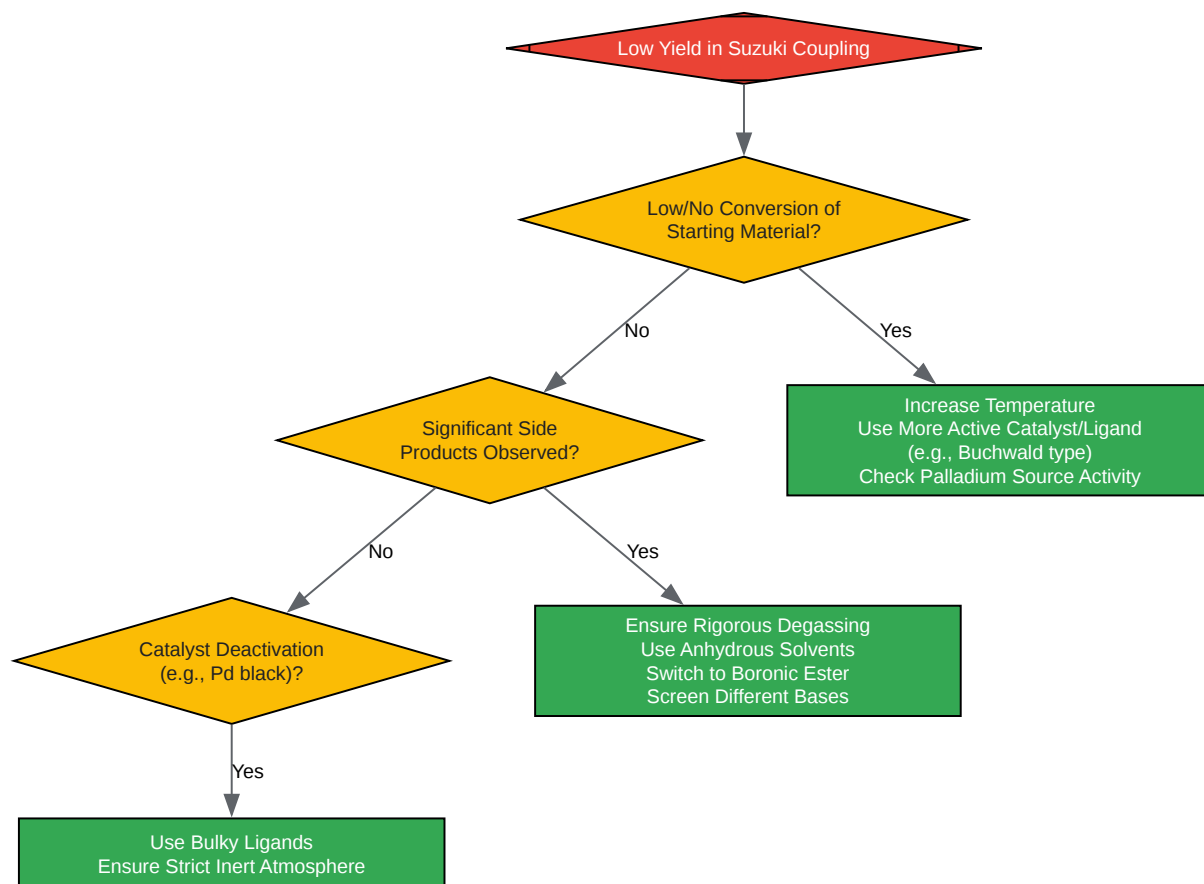 Low Yield in Suzuki Coupling
Low/No Conversion of
Starting Material?
No
Yes
Significant Side
Products Observed?
Increase Temperature
Use More Active Catalyst/Ligand
(e.g., Buchwald type)
Check Palladium Source Activity
No
Yes
Catalyst Deactivation
(e.g., Pd black)?
Ensure Rigorous Degassing
Use Anhydrous Solvents
Switch to Boronic Ester
Screen Different Bases
Yes
Use Bulky Ligands
Ensure Strict Inert Atmosphere